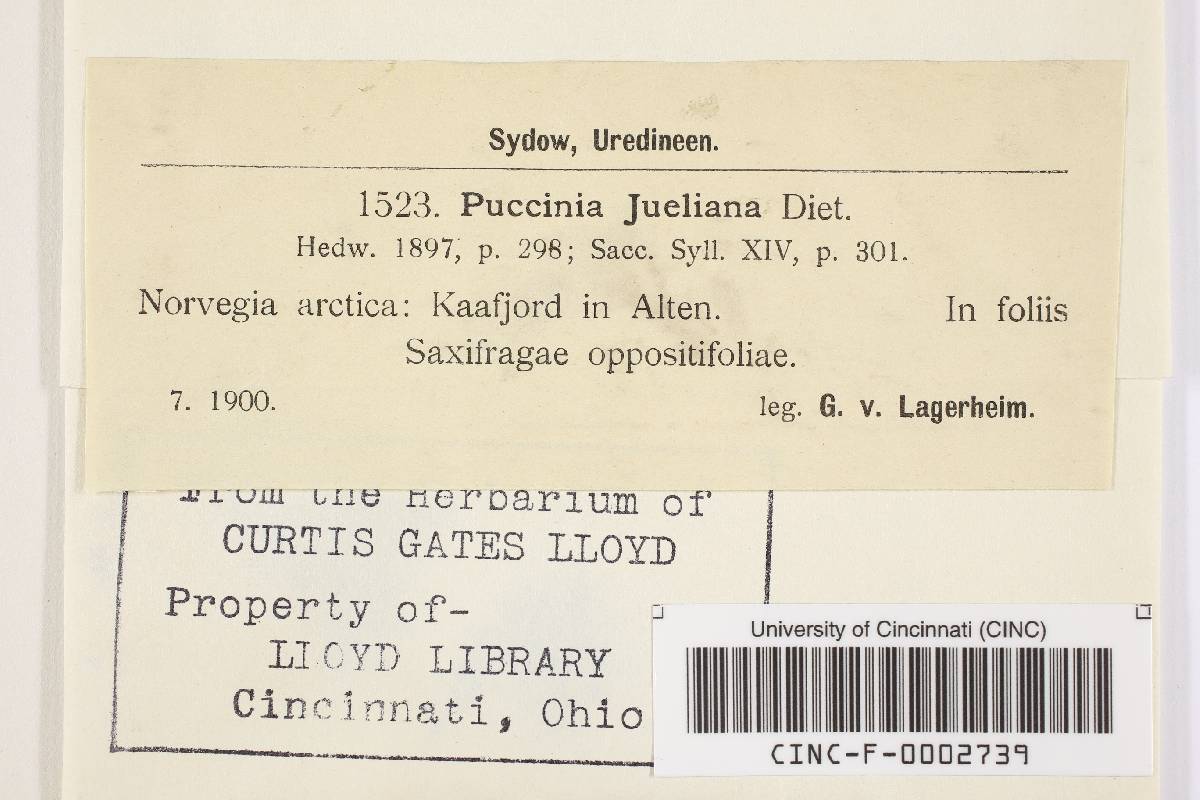 Sydow, Uredineen.
1523. Puccinia Jueliana Diet.
Hedw. 1897, p. 298; Sacc. Syll. XIV, p. 301.
Norvegia arctica: Kaafjord in Alten. In foliis
Saxifragae oppositifoliae.
7. 1900. leg. G. v. Lagerheim.
From the Herbarium of
CURTIS GATES LLOYD
Property of-
LLOYD LIBRARY
Cincinnati, Ohio
University of Cincinnati (CINC)
CINC-F-0002739